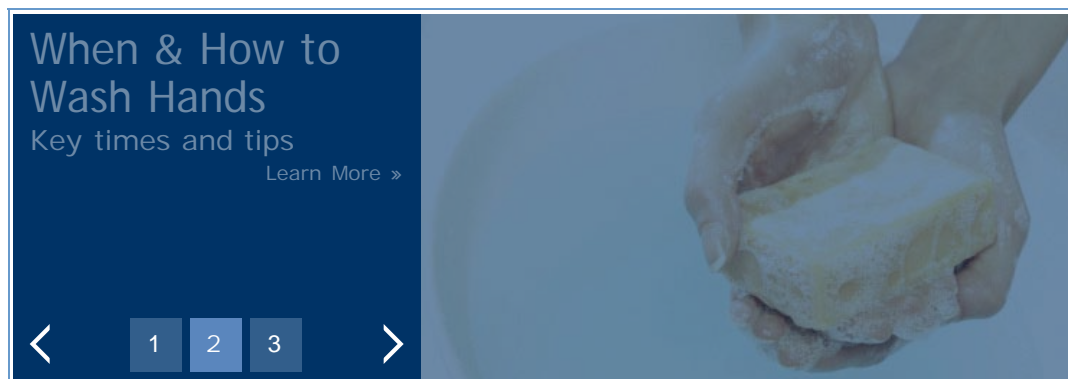 When & How to
Wash Hands
Key times and tips
Learn More »
1 2 3